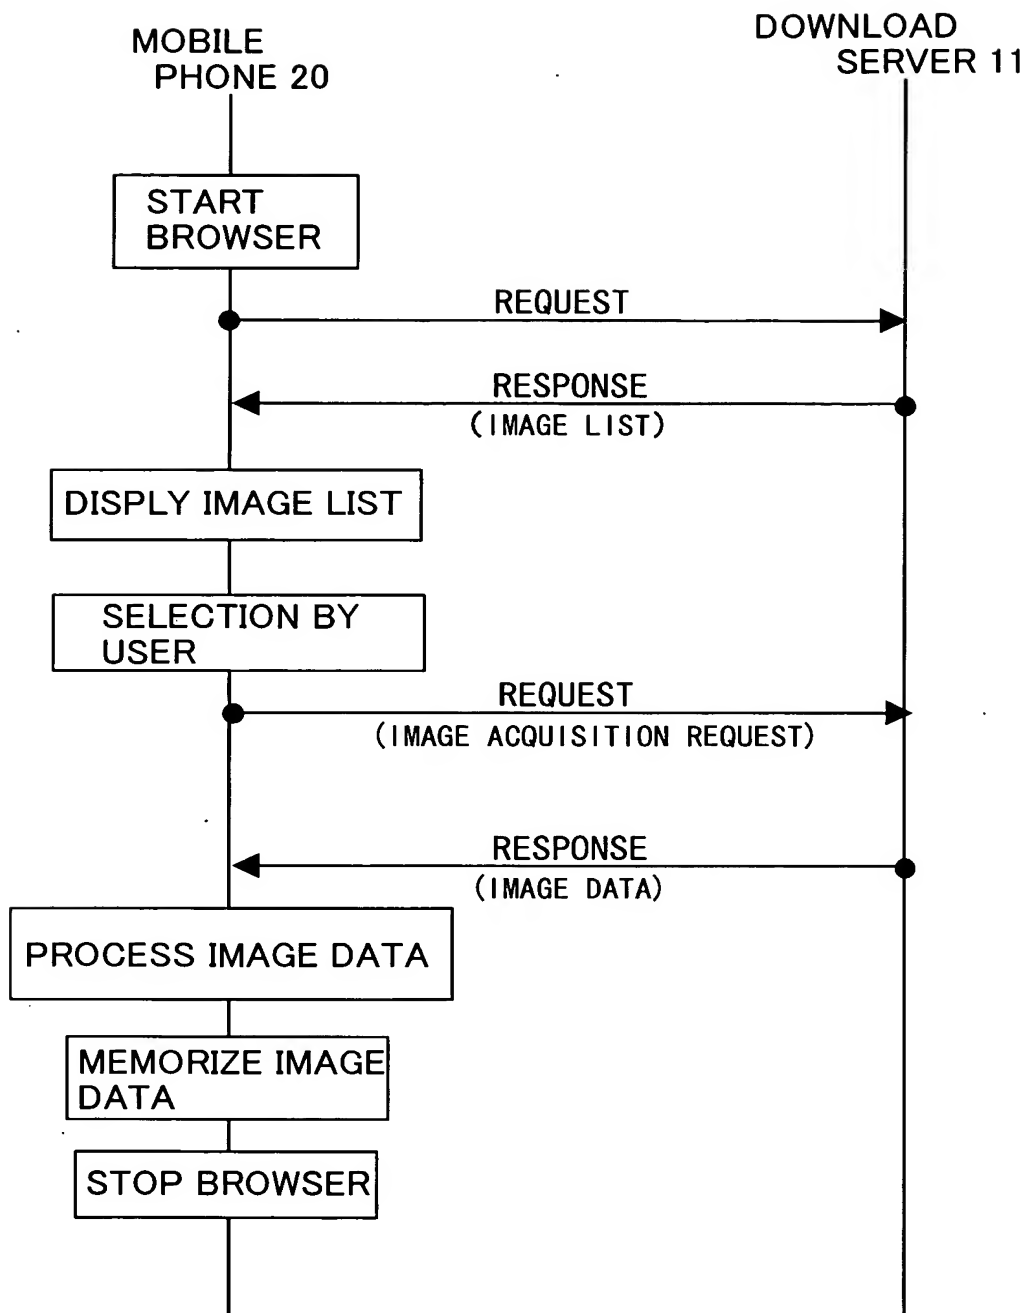 MOBILE
PHONE 20
DOWNLOAD
SERVER 11
START
BROWSER
REQUEST
RESPONSE
(IMAGE LIST)
DISPLY IMAGE LIST
SELECTION BY
USER
REQUEST
(IMAGE ACQUISITION REQUEST)
RESPONSE
(IMAGE DATA)
PROCESS IMAGE DATA
MEMORIZE IMAGE
DATA
STOP BROWSER